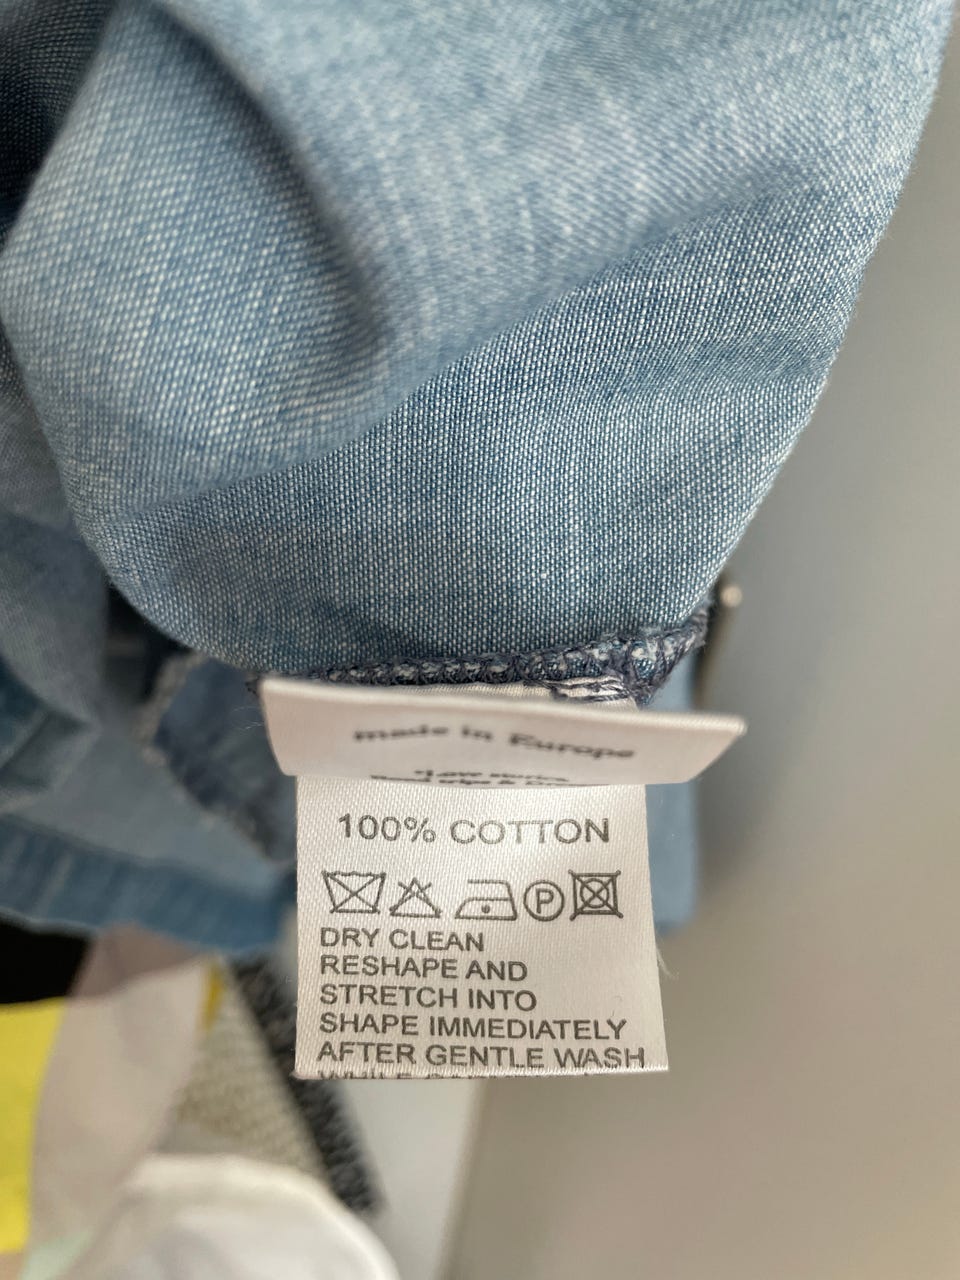 made in Europe
100% COTTON
P
DRY CLEAN
RESHAPE AND
STRETCH INTO
SHAPE IMMEDIATELY
AFTER GENTLE WASH